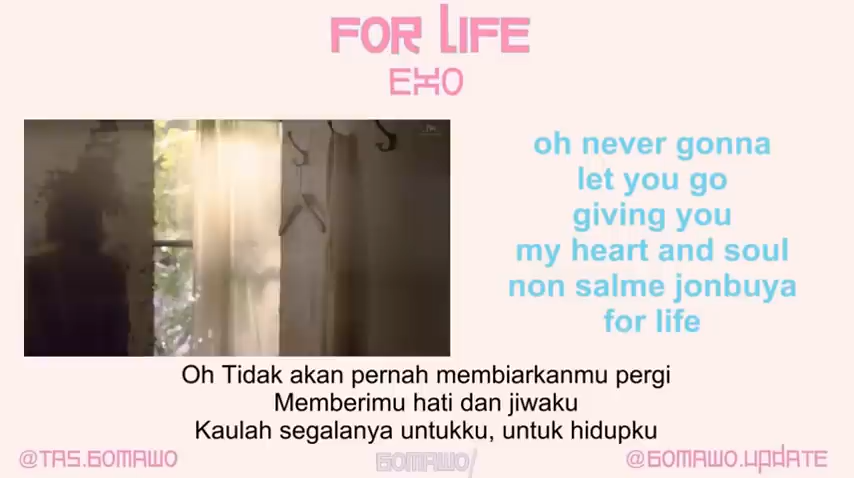 FOR LIFE
EXO
oh never gonna
let you go
giving you
my heart and soul
non salme jonbuya
for life
Oh Tidak akan pernah membiarkanmu pergi
Memberimu hati dan jiwaku
Kaulah segalanya untukku, untuk hidupku
@TAS.GOMAWO
GOMAWO
@GOMAWO.UPDATE